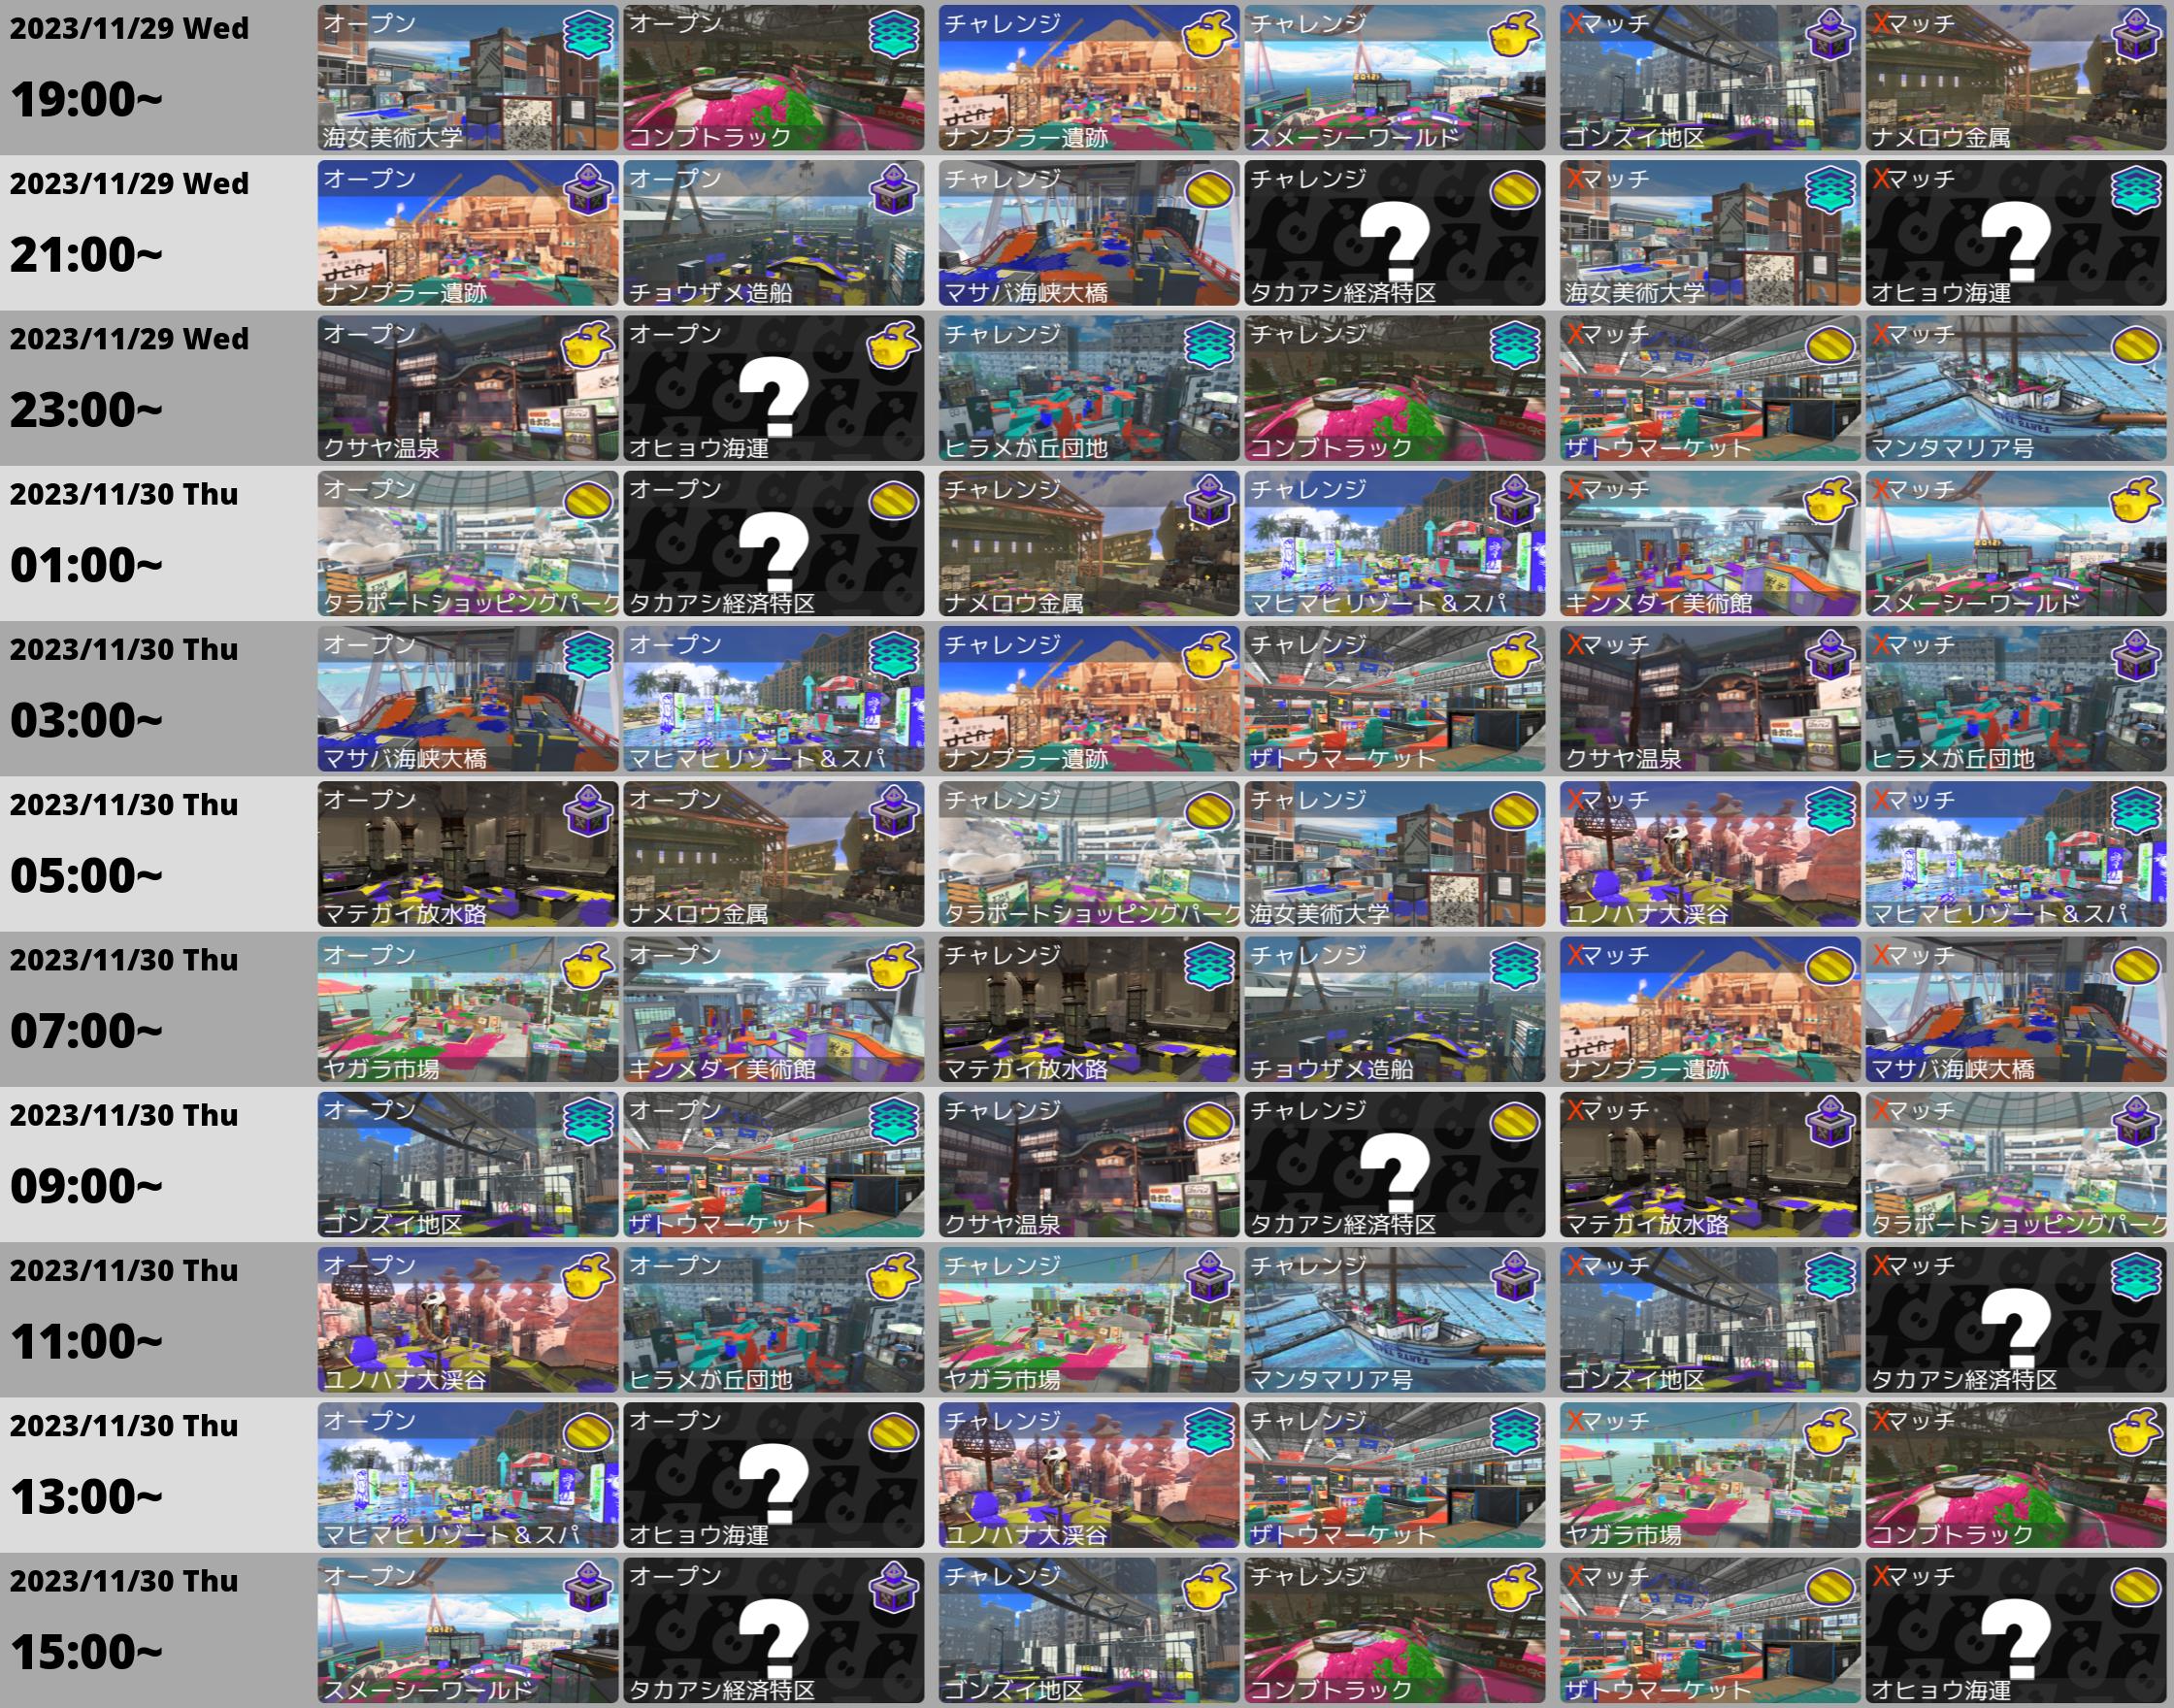 2023/11/29 Wed
19:00~
オープン
海女美術大学
オープン
コンブトラック
チャレンジ
ナンプラー遺跡
チャレンジ
スメーシーワールド
Xマッチ
ゴンズイ地区
Xマッチ
ナメロウ金属
2023/11/29 Wed
21:00~
オープン
ナンプラー遺跡
オープン
チョウザメ造船
チャレンジ
マサバ海峡大橋
チャレンジ
?
タカアシ経済特区
Xマッチ
海女美術大学
Xマッチ
?
オヒョウ海運
2023/11/29 Wed
23:00~
オープン
クサヤ温泉
オープン
?
オヒョウ海運
チャレンジ
ヒラメが丘団地
チャレンジ
コンブトラック
Xマッチ
ザトウマーケット
Xマッチ
マンタマリア号
2023/11/30 Thu
01:00~
オープン
タラポートショッピングパーク
オープン
?
タカアシ経済特区
チャレンジ
ナメロウ金属
チャレンジ
マヒマヒリゾート＆スパ
Xマッチ
キンメダイ美術館
Xマッチ
スメーシーワールド
2023/11/30 Thu
03:00~
オープン
マサバ海峡大橋
オープン
マヒマヒリゾート＆スパ
チャレンジ
ナンプラー遺跡
チャレンジ
ザトウマーケット
Xマッチ
クサヤ温泉
Xマッチ
ヒラメが丘団地
2023/11/30 Thu
05:00~
オープン
マテガイ放水路
オープン
ナメロウ金属
チャレンジ
タラポートショッピングパーク
チャレンジ
海女美術大学
Xマッチ
ユノハナ大渓谷
Xマッチ
マヒマヒリゾート＆スパ
2023/11/30 Thu
07:00~
オープン
ヤガラ市場
オープン
キンメダイ美術館
チャレンジ
マテガイ放水路
チャレンジ
チョウザメ造船
Xマッチ
ナンプラー遺跡
Xマッチ
マサバ海峡大橋
2023/11/30 Thu
09:00~
オープン
ゴンズイ地区
オープン
ザトウマーケット
チャレンジ
クサヤ温泉
チャレンジ
?
タカアシ経済特区
Xマッチ
マテガイ放水路
Xマッチ
タラポートショッピングパーク
2023/11/30 Thu
11:00~
オープン
ユノハナ大渓谷
オープン
ヒラメが丘団地
チャレンジ
ヤガラ市場
チャレンジ
マンタマリア号
Xマッチ
ゴンズイ地区
Xマッチ
?
タカアシ経済特区
2023/11/30 Thu
13:00~
オープン
マヒマヒリゾート＆スパ
オープン
?
オヒョウ海運
チャレンジ
ユノハナ大渓谷
チャレンジ
ザトウマーケット
Xマッチ
ヤガラ市場
Xマッチ
コンブトラック
2023/11/30 Thu
15:00~
オープン
スメーシーワールド
オープン
?
タカアシ経済特区
チャレンジ
ゴンズイ地区
チャレンジ
コンブトラック
Xマッチ
ザトウマーケット
Xマッチ
?
オヒョウ海運